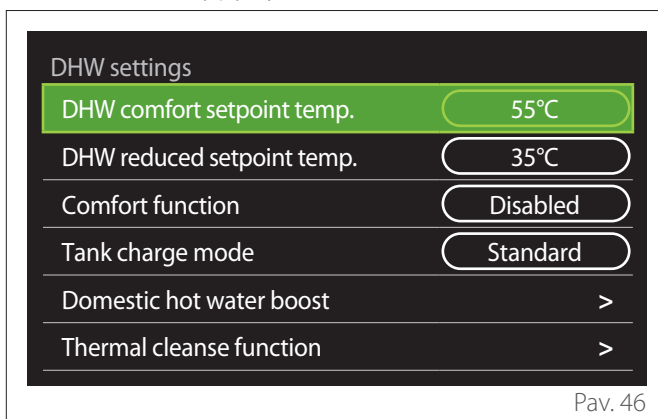 DHW settings
DHW comfort setpoint temp. 55°C
DHW reduced setpoint temp. 35°C
Comfort function Disabled
Tank charge mode Standard
Domestic hot water boost >
Thermal cleanse function >
Pav. 46